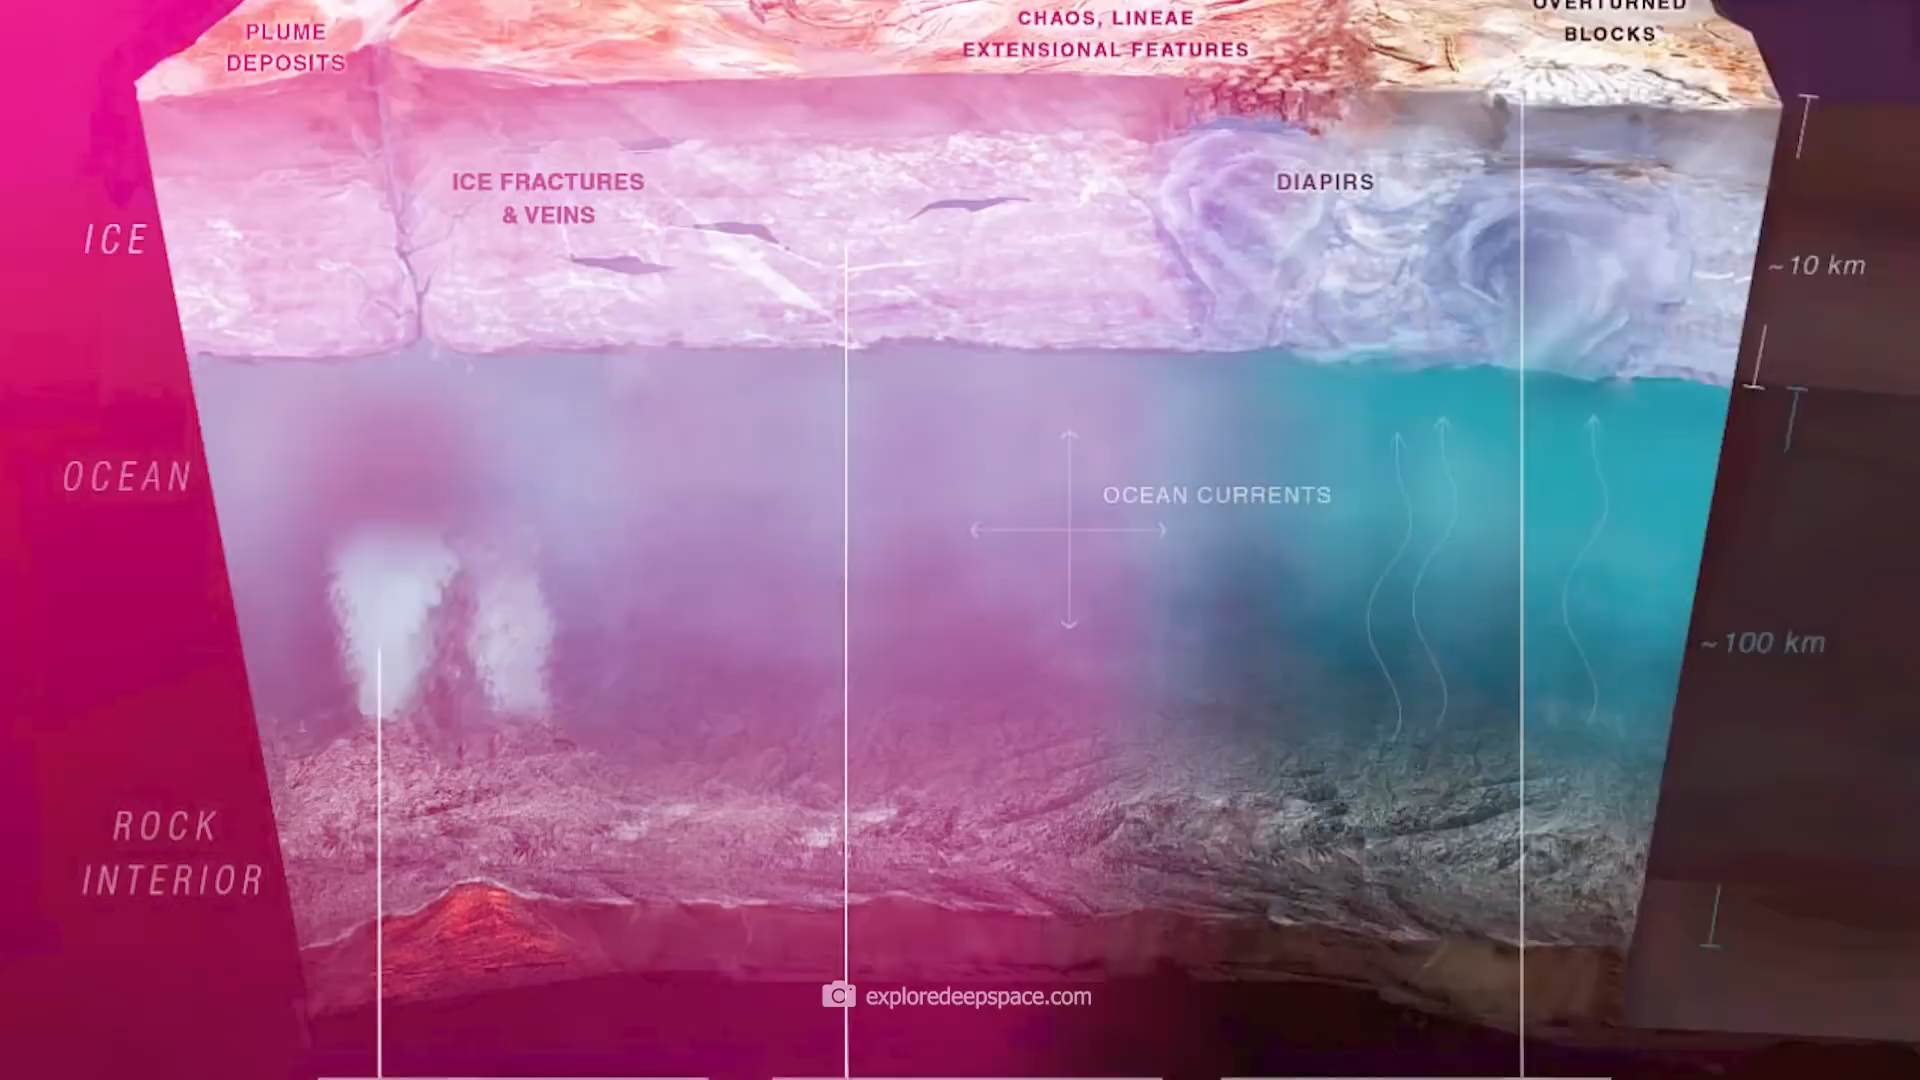 PLUME
DEPOSITS
CHAOS, LINEAE
EXTENSIONAL FEATURES
OVERTURNED
BLOCKS
ICE FRACTURES
& VEINS
DIAPIRS
ICE
~10 km
OCEAN
OCEAN CURRENTS
~100 km
ROCK
INTERIOR
exploredeepspace.com